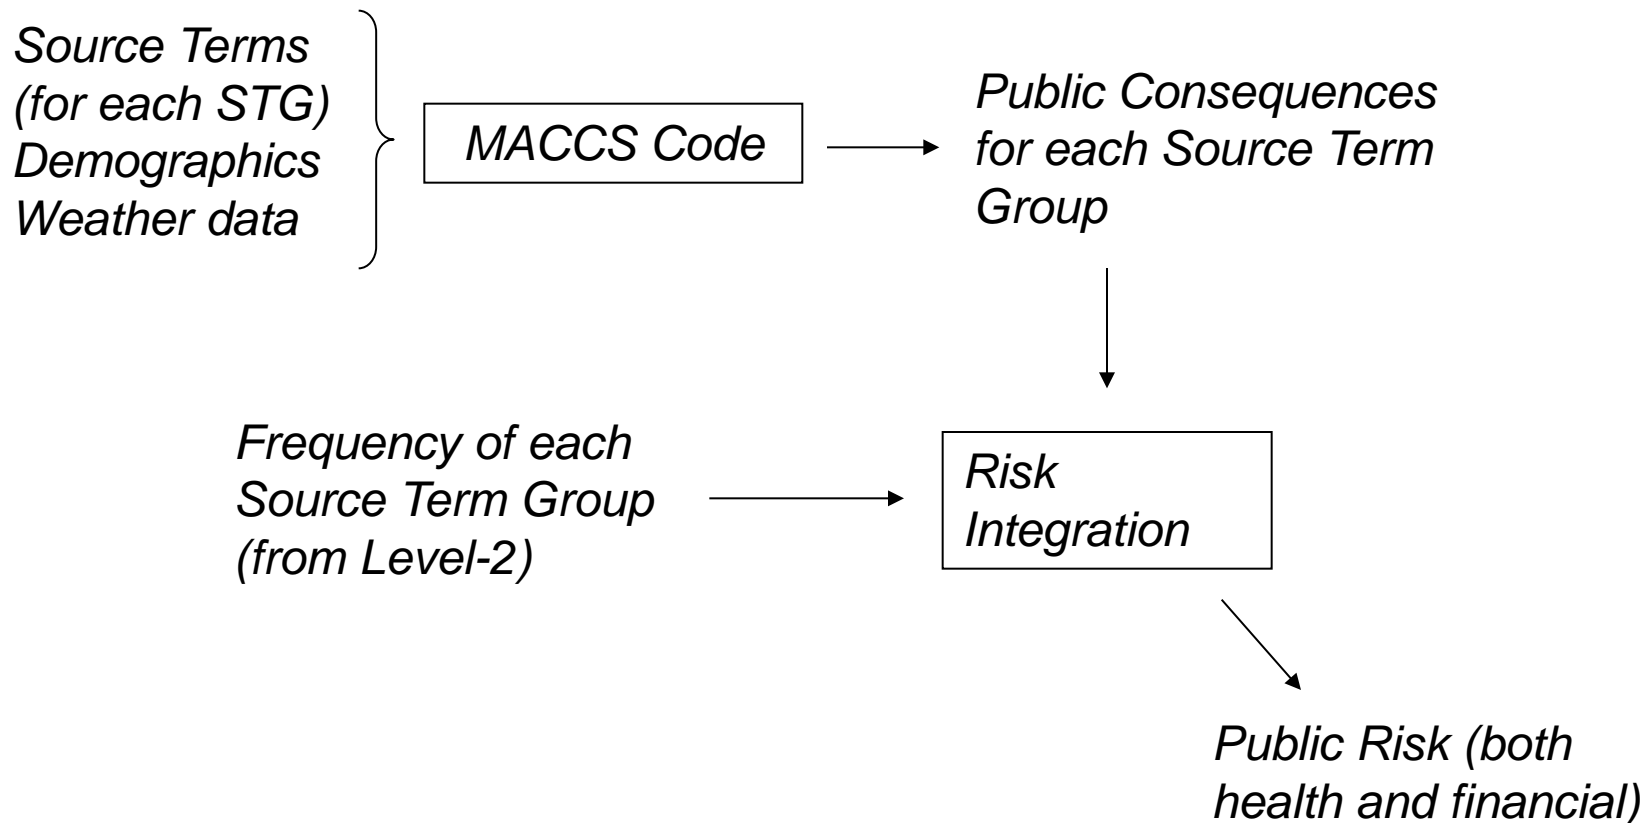 Source Terms
(for each STG)
Demographics
Weather data
MACCS Code
Public Consequences
for each Source Term
Group
Frequency of each
Source Term Group
(from Level-2)
Risk
Integration
Public Risk (both
health and financial)